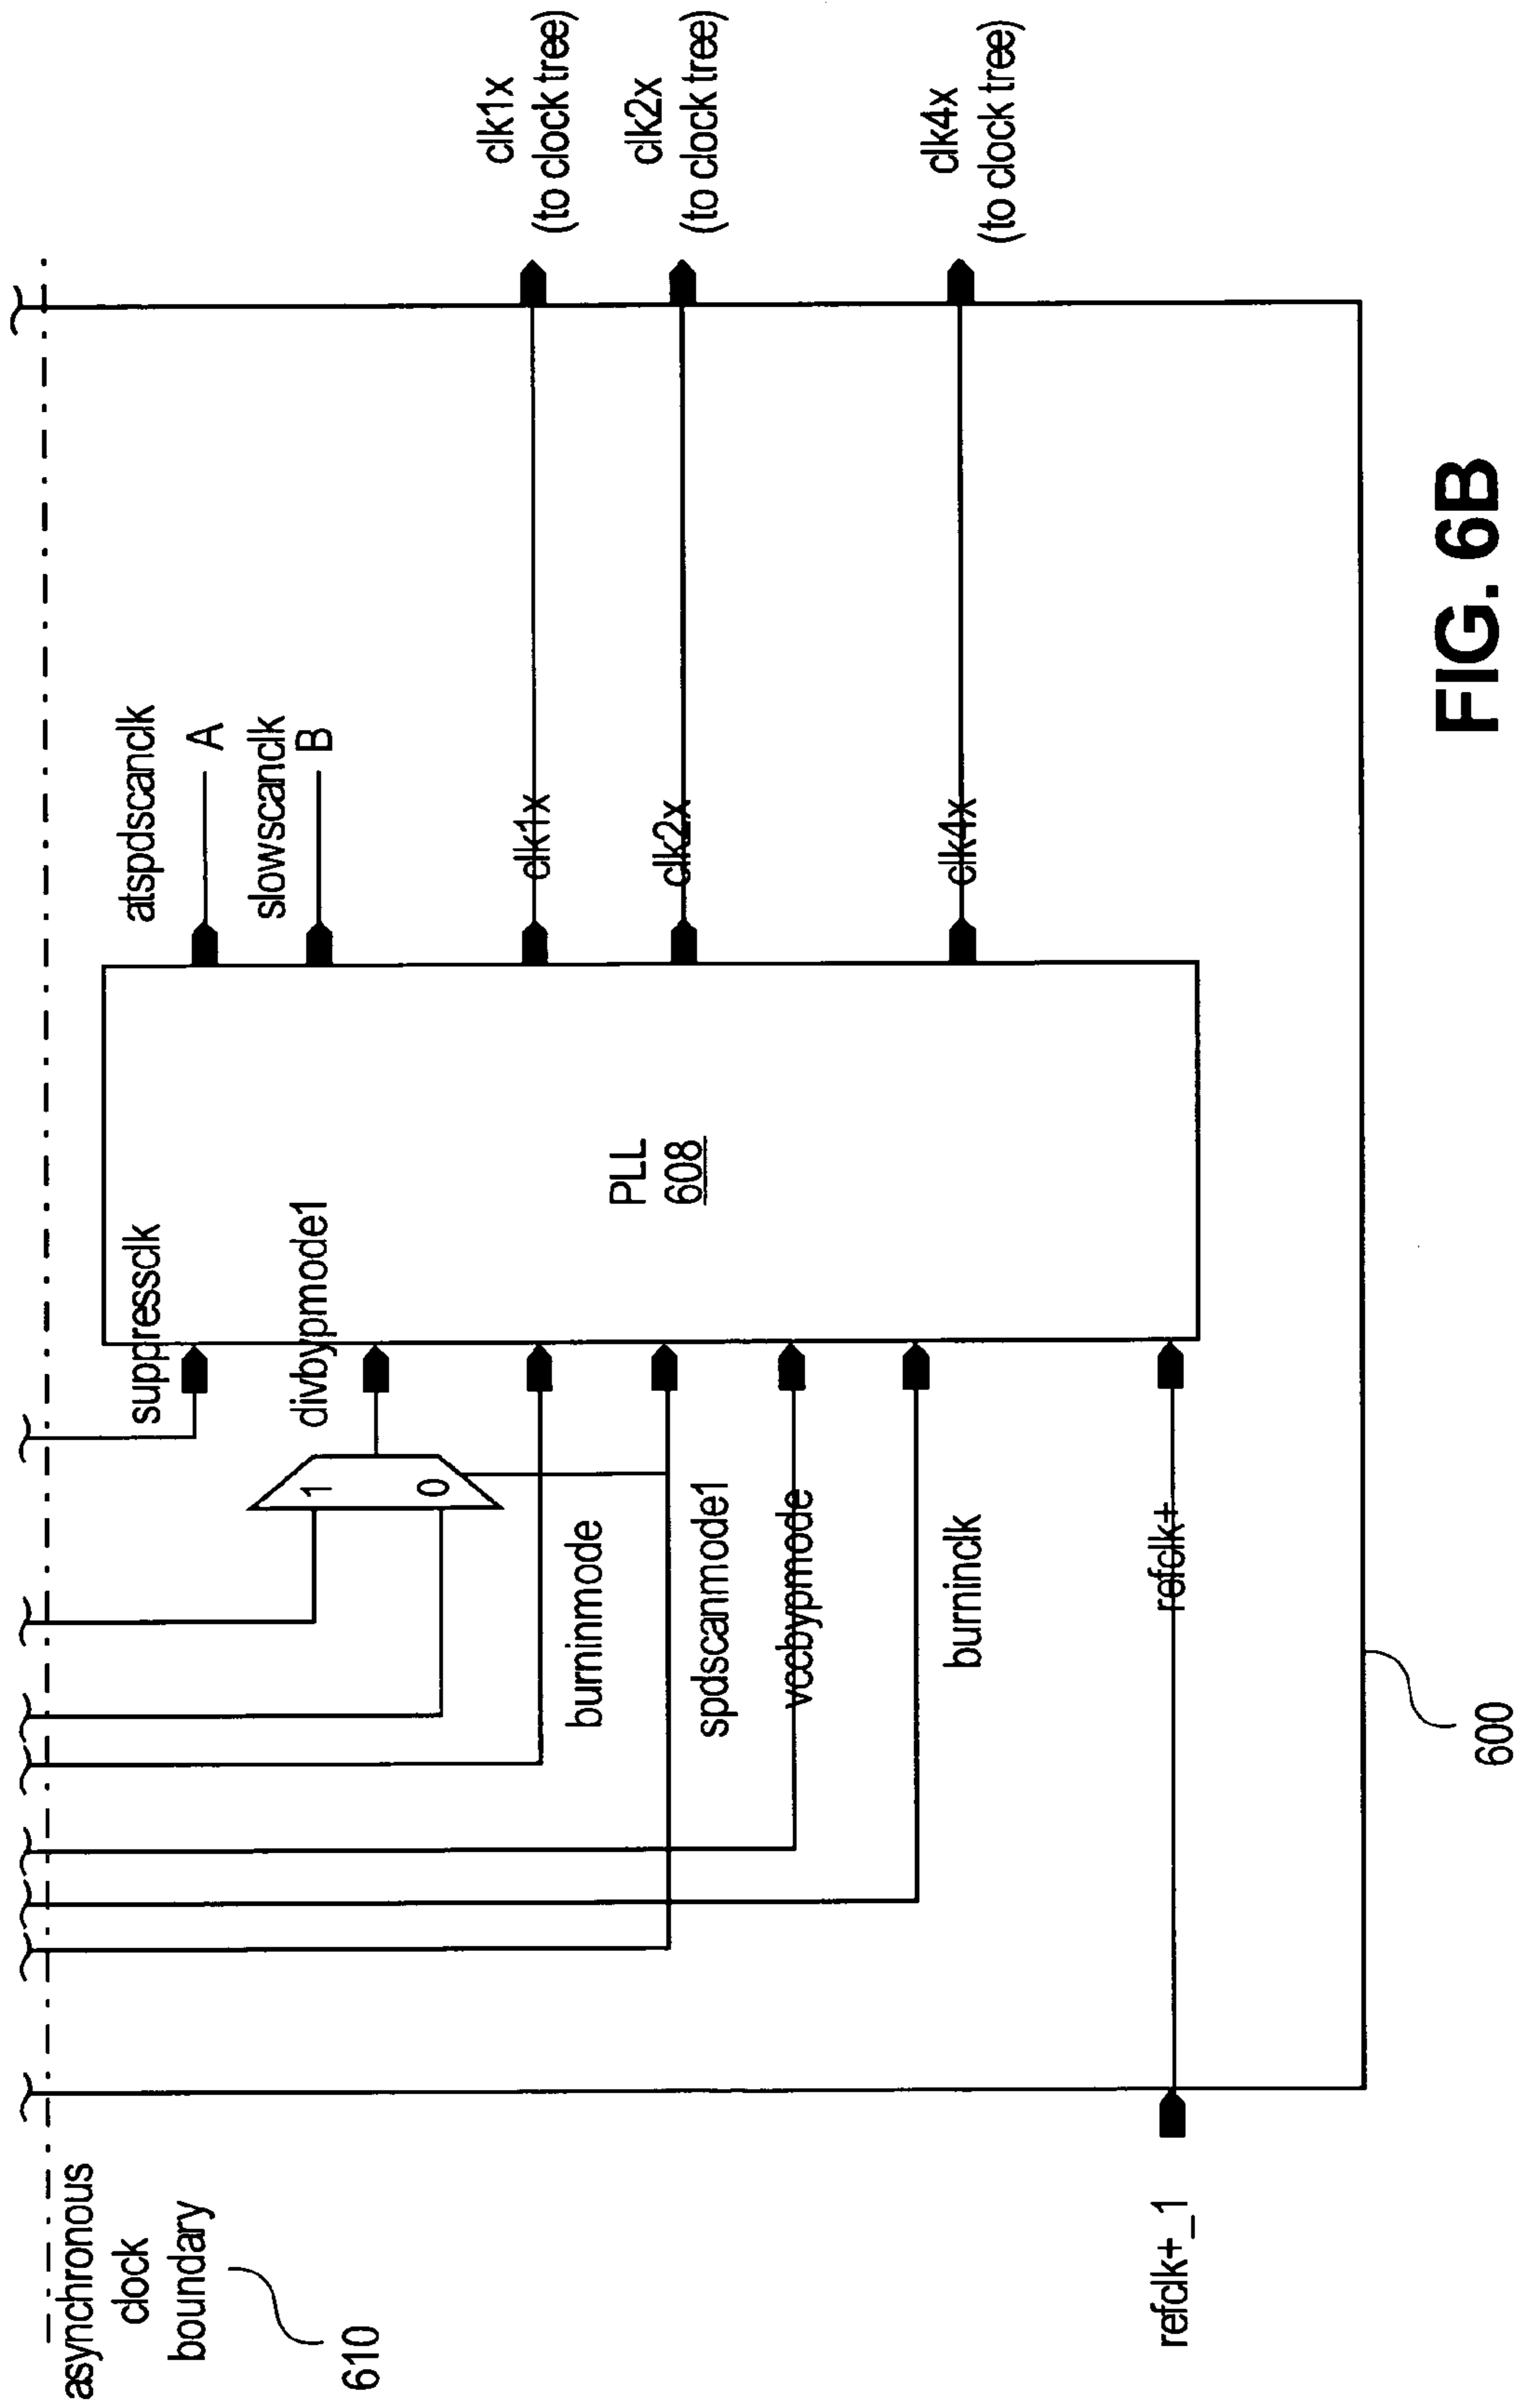 asynchronous
clock
boundary
610
suppressclk
divbypmode1
1
0
burninmode
spdscanmode1
vccbypmode
burninclk
refclk+
refclk+_1
PLL
608
atspdscanclk
A
slowscanclk
B
clk1x
clk2x
clk4x
clk1x
(to clock tree)
clk2x
(to clock tree)
clk4x
(to clock tree)
600
FIG. 6B